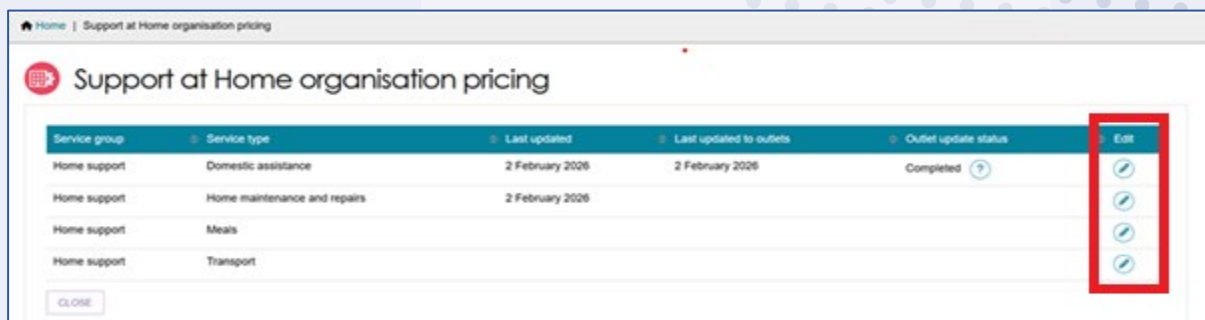 Home | Support at Home organisation pricing
Support at Home organisation pricing
Service group Service type Last updated Last updated to outlets Outlet update status Edit
Home support Domestic assistance 2 February 2026 2 February 2026 Completed ?
Home support Home maintenance and repairs 2 February 2026
Home support Meals
Home support Transport
CLOSE